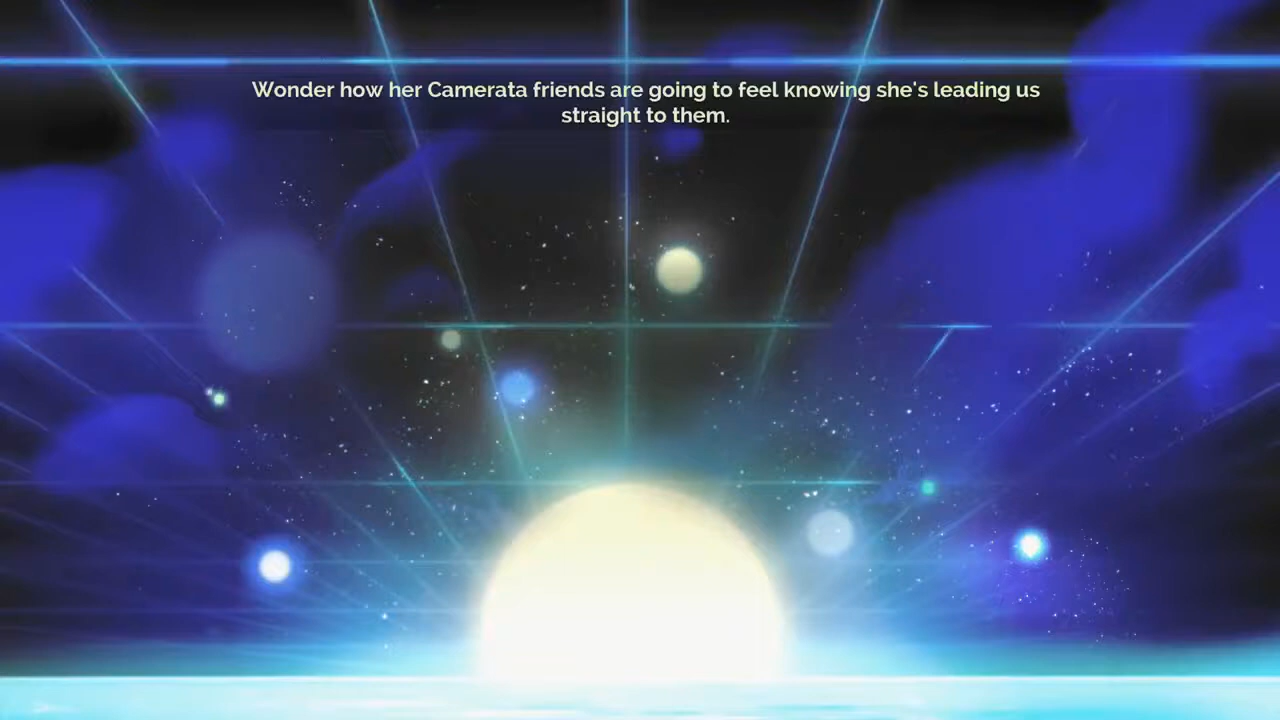 Wonder how her Camerata friends are going to feel knowing she's leading us
straight to them.